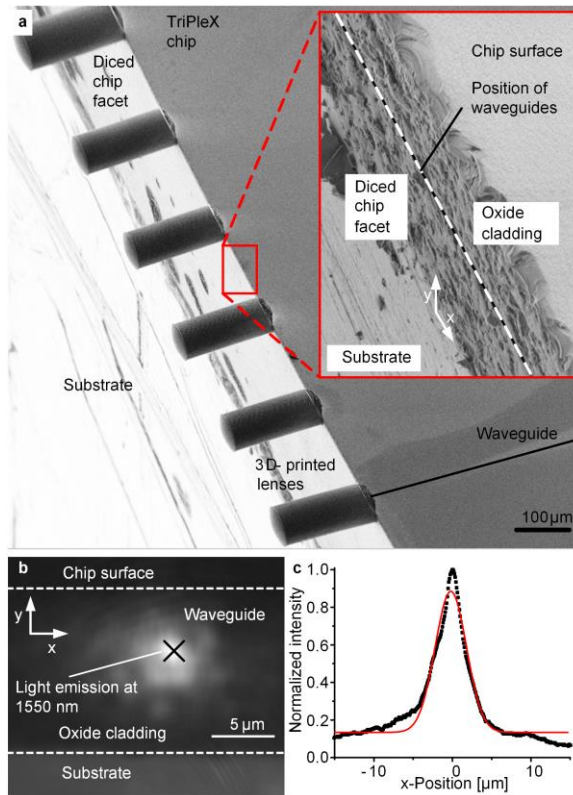 a
TriPleX
chip
Diced
chip
facet
Substrate
3D- printed
lenses
Waveguide
100 µm
Chip surface
Position of
waveguides
Diced
chip
facet
Oxide
cladding
y
x
Substrate
b
Chip surface
y
x
Waveguide
Light emission at
1550 nm
5 µm
Oxide cladding
Substrate
c
Normalized intensity
1.0
0.8
0.6
0.4
0.2
0.0
-10
0
10
x-Position [µm]